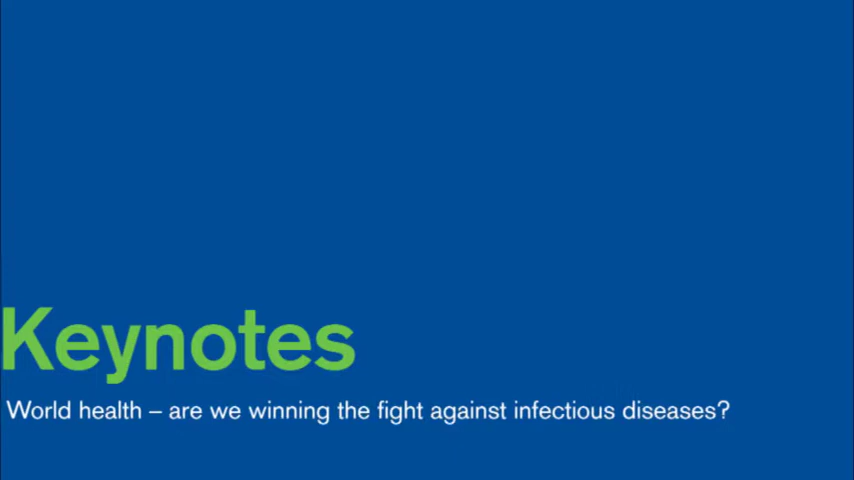 Keynotes
World health – are we winning the fight against infectious diseases?